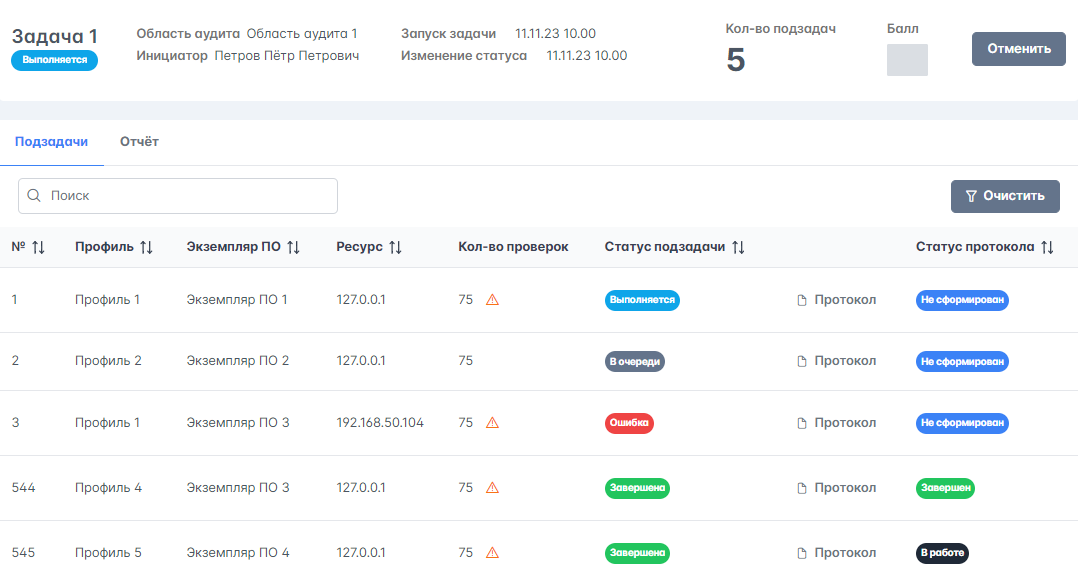 Задача 1
Выполняется
Область аудита Область аудита 1
Инициатор Петров Пётр Петрович
Запуск задачи 11.11.23 10.00
Изменение статуса 11.11.23 10.00
Кол-во подзадач
5
Балл
Отменить
Подзадачи Отчёт
Поиск
Очистить
№ Профиль Экземпляр ПО Ресурс Кол-во проверок Статус подзадачи Статус протокола
1 Профиль 1 Экземпляр ПО 1 127.0.0.1 75 Выполняется Протокол Не сформирован
2 Профиль 2 Экземпляр ПО 2 127.0.0.1 75 В очереди Протокол Не сформирован
3 Профиль 1 Экземпляр ПО 3 192.168.50.104 75 Ошибка Протокол Не сформирован
544 Профиль 4 Экземпляр ПО 3 127.0.0.1 75 Завершена Протокол Завершен
545 Профиль 5 Экземпляр ПО 4 127.0.0.1 75 Завершена Протокол В работе